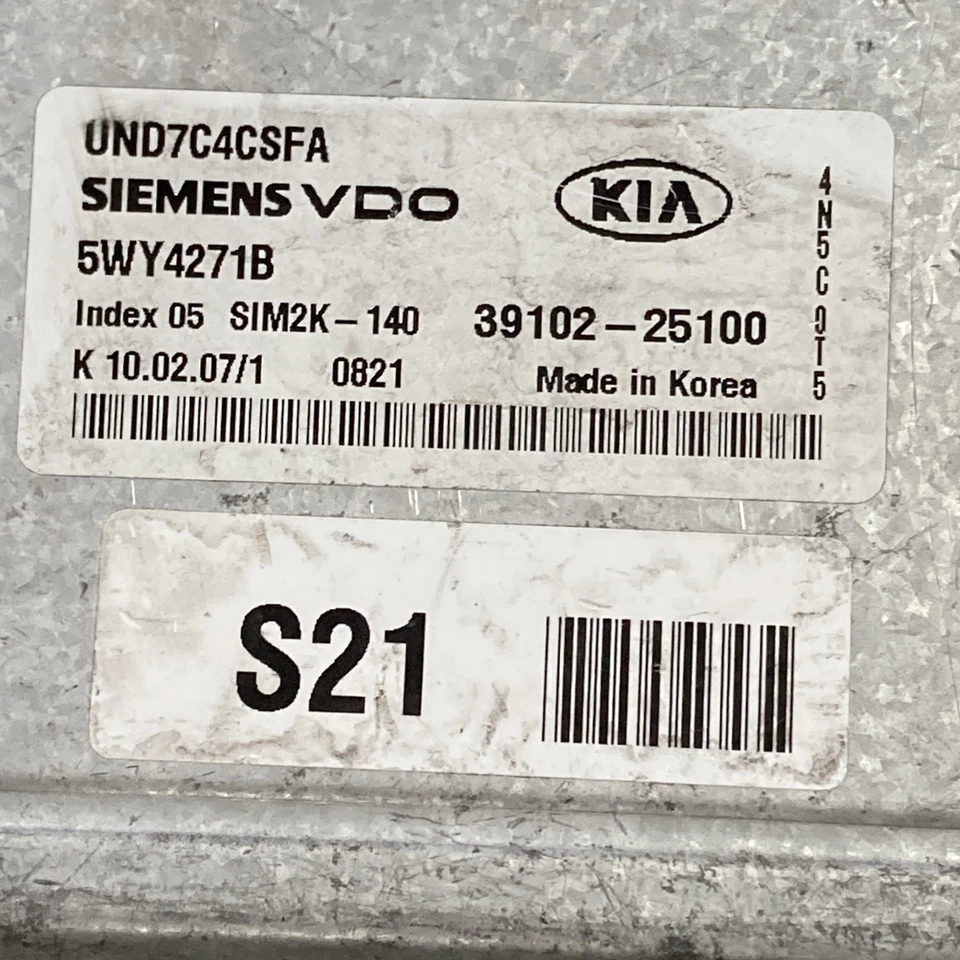 UND7C4CSFA
SIEMENS VDO
KIA
5WY4271B
Index 05 SIM2K-140 39102-25100
K 10.02.07/1 0821 Made in Korea
4N5C0T5
S21